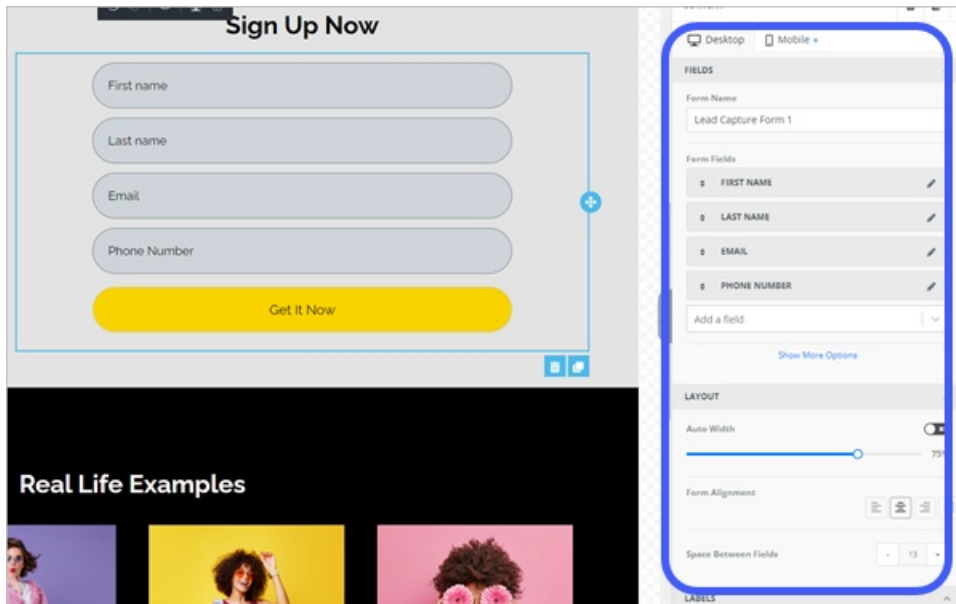 Sign Up Now
First name
Last name
Email
Phone Number
Get It Now
Real Life Examples
Desktop
Mobile
FIELDS
Form Name
Lead Capture Form 1
Form Fields
FIRST NAME
LAST NAME
EMAIL
PHONE NUMBER
Add a field
Show More Options
LAYOUT
Auto Width
75%
Form Alignment
Space Between Fields
- 13 +
LABELS